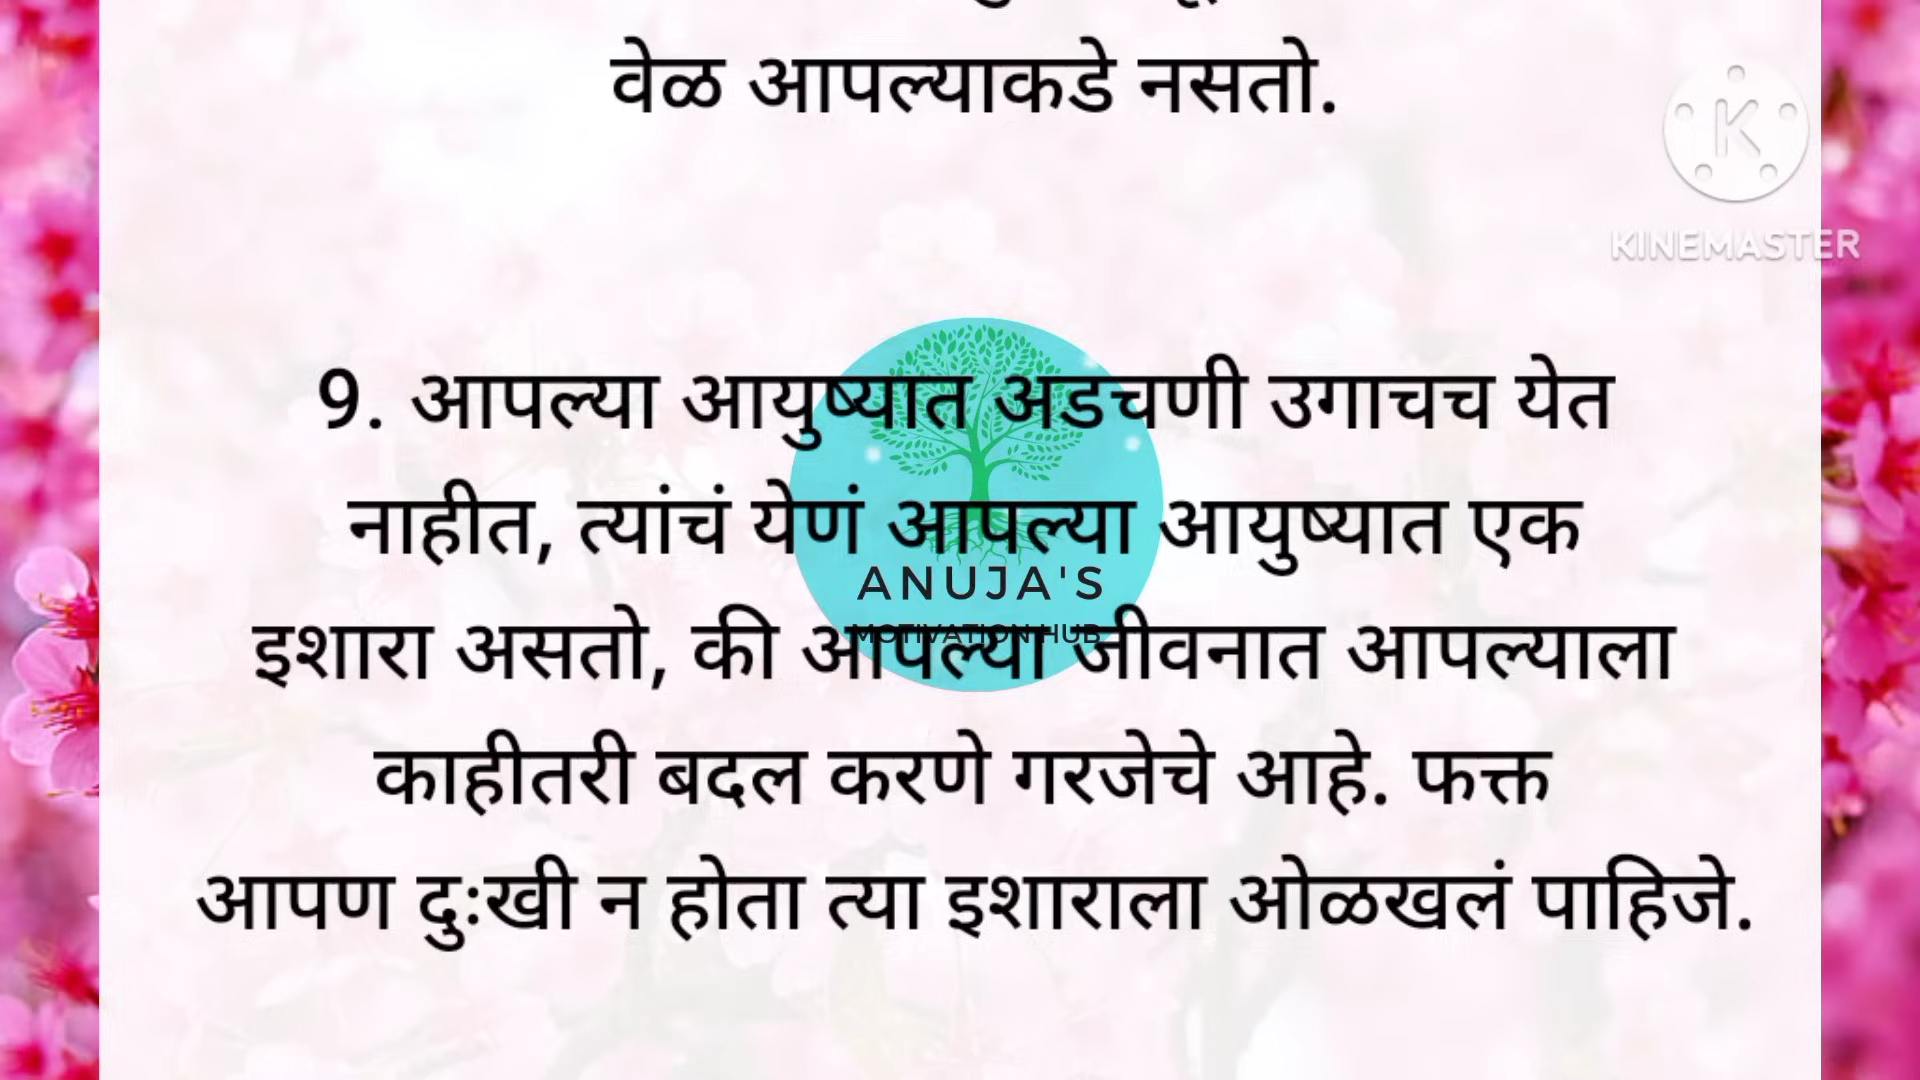 वेळ आपल्याकडे नसतो.
K
KINEMASTER
9. आपल्या आयुष्यात अडचणी उगाचच येत
नाहीत, त्यांचं येणं आपल्या आयुष्यात एक
ANUJA'S
MOTIVATION HUB
इशारा असतो, की आपल्या जीवनात आपल्याला
काहीतरी बदल करणे गरजेचे आहे. फक्त
आपण दुःखी न होता त्या इशाराला ओळखलं पाहिजे.